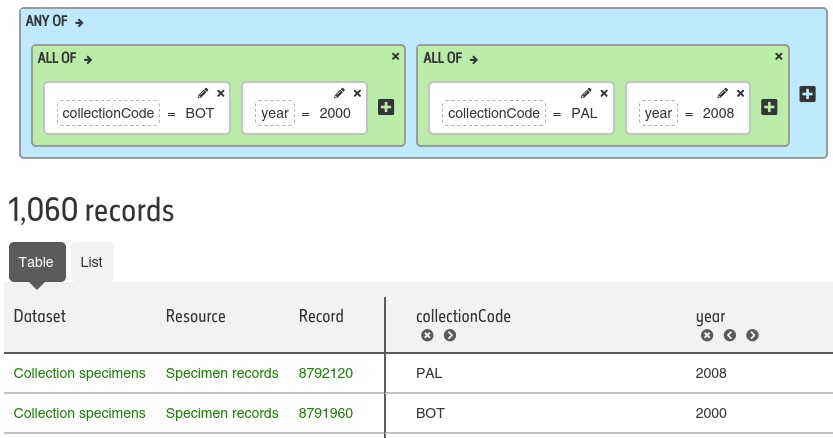 ANY OF →
ALL OF → ×
ALL OF → ×
collectionCode = BOT
year = 2000
collectionCode = PAL
year = 2008
1,060 records
Table List
Dataset Resource Record collectionCode year
Collection specimens Specimen records 8792120 PAL 2008
Collection specimens Specimen records 8791960 BOT 2000